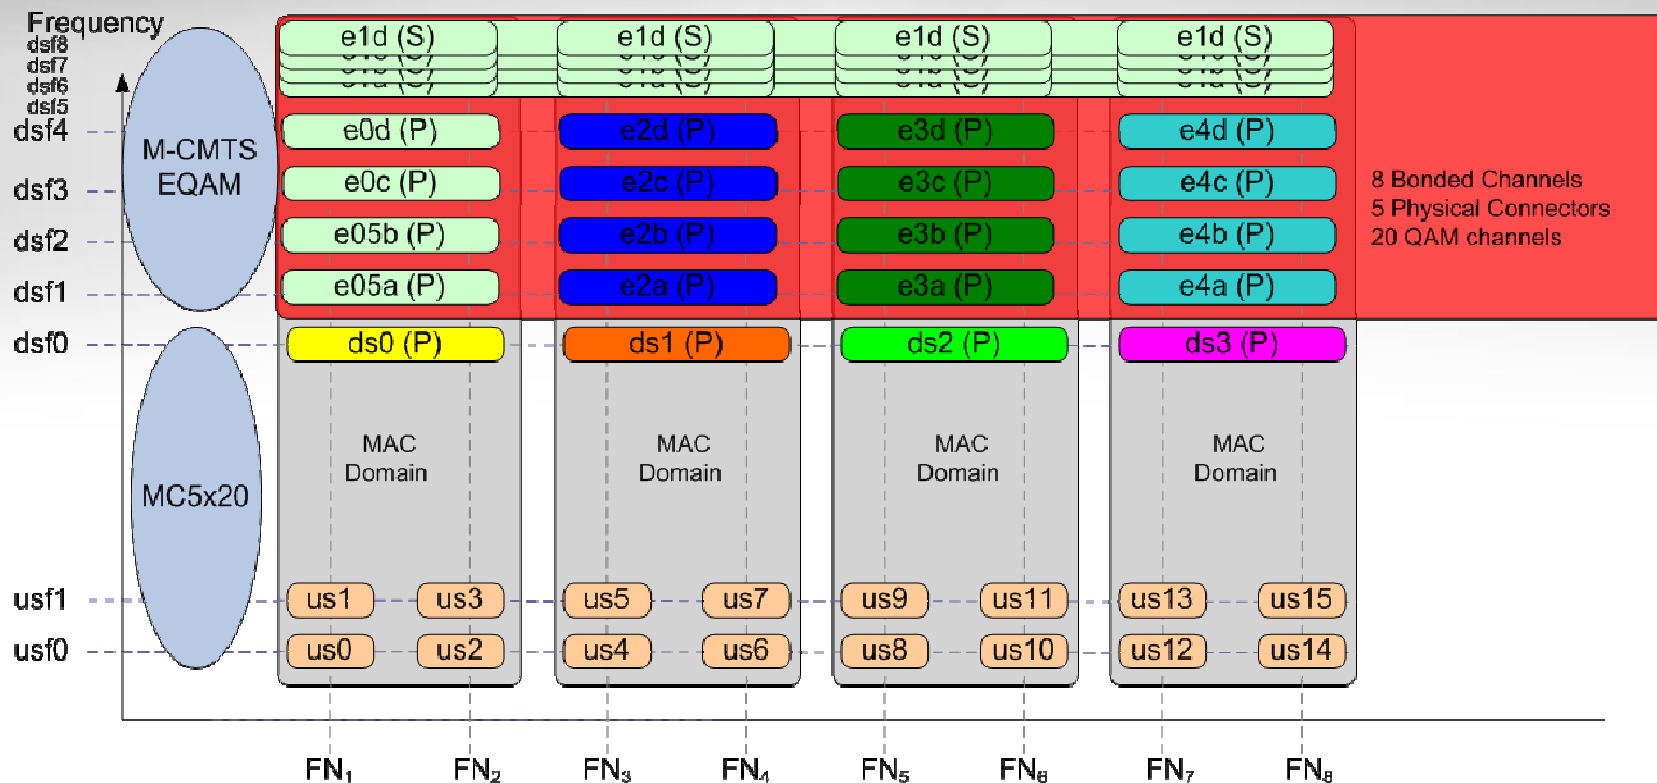 Frequency
dsf8
dsf7
dsf6
dsf5
dsf4
dsf3
dsf2
dsf1
dsf0
usf1
usf0
M-CMTS
EQAM
MC5x20
e1d (S) e1d (S) e1d (S) e1d (S)
e1a (S) e1a (S) e1a (S) e1a (S)
e0d (P) e2d (P) e3d (P) e4d (P)
e0c (P) e2c (P) e3c (P) e4c (P)
e05b (P) e2b (P) e3b (P) e4b (P)
e05a (P) e2a (P) e3a (P) e4a (P)
8 Bonded Channels
5 Physical Connectors
20 QAM channels
ds0 (P) ds1 (P) ds2 (P) ds3 (P)
MAC MAC MAC MAC
Domain Domain Domain Domain
us1 us3 us5 us7 us9 us11 us13 us15
us0 us2 us4 us6 us8 us10 us12 us14
FN1 FN2 FN3 FN4 FN5 FN6 FN7 FN8